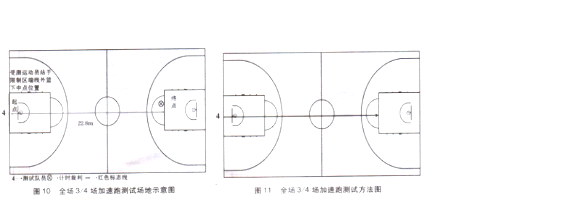 受测运动员站于
限制区端线外篮
下中点位置
起
点
终
点
4
22.8m
4
4 ·测试队员 ·计时裁判 — ·红色标志线
图10 全场3/4场加速跑测试场地示意图
图11 全场3/4场加速跑测试方法图